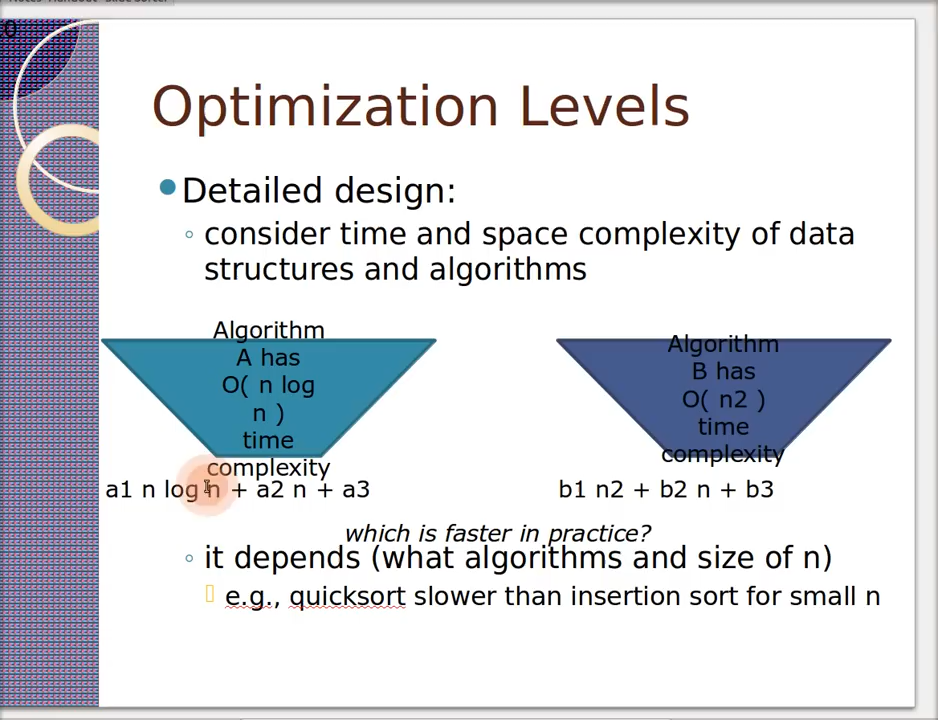 Optimization Levels
Detailed design:
consider time and space complexity of data
structures and algorithms
Algorithm
A has
O( n log
n )
time
complexity
Algorithm
B has
O( n2 )
time
complexity
a1 n log n + a2 n + a3
b1 n2 + b2 n + b3
which is faster in practice?
it depends (what algorithms and size of n)
e.g., quicksort slower than insertion sort for small n